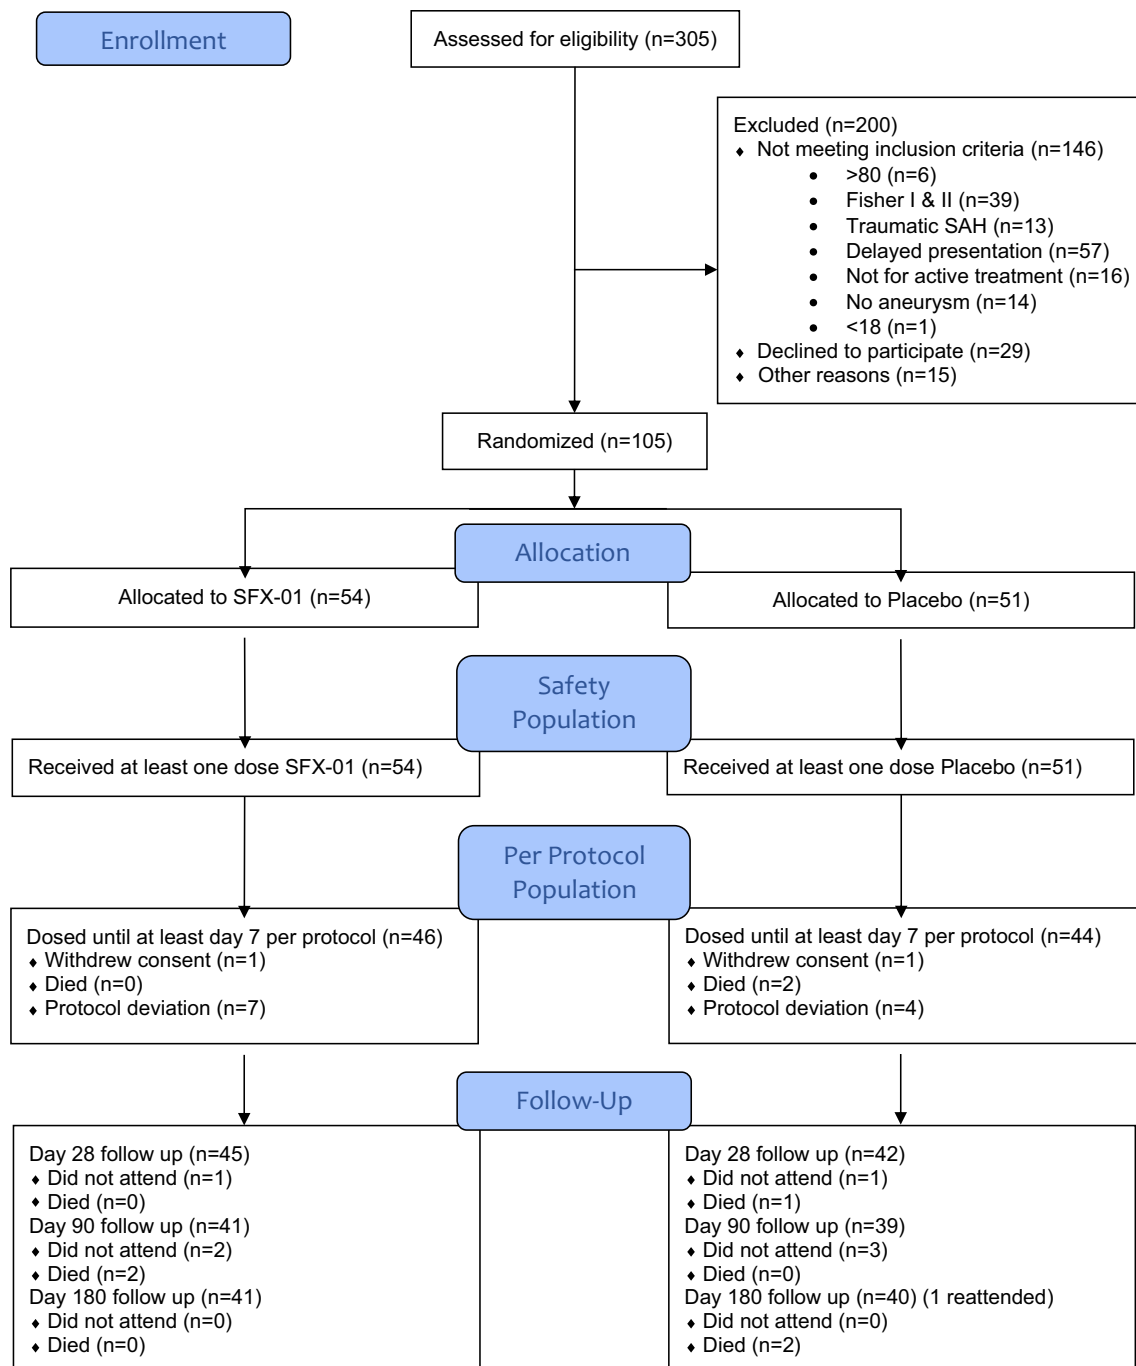 Enrollment
Assessed for eligibility (n=305)
Excluded (n=200)
♦ Not meeting inclusion criteria (n=146)
• >80 (n=6)
• Fisher I & II (n=39)
• Traumatic SAH (n=13)
• Delayed presentation (n=57)
• Not for active treatment (n=16)
• No aneurysm (n=14)
• <18 (n=1)
♦ Declined to participate (n=29)
♦ Other reasons (n=15)
Randomized (n=105)
Allocation
Allocated to SFX-01 (n=54)
Allocated to Placebo (n=51)
Safety
Population
Received at least one dose SFX-01 (n=54)
Received at least one dose Placebo (n=51)
Per Protocol
Population
Dosed until at least day 7 per protocol (n=46)
♦ Withdrew consent (n=1)
♦ Died (n=0)
♦ Protocol deviation (n=7)
Dosed until at least day 7 per protocol (n=44)
♦ Withdrew consent (n=1)
♦ Died (n=2)
♦ Protocol deviation (n=4)
Follow-Up
Day 28 follow up (n=45)
♦ Did not attend (n=1)
♦ Died (n=0)
Day 90 follow up (n=41)
♦ Did not attend (n=2)
♦ Died (n=2)
Day 180 follow up (n=41)
♦ Did not attend (n=0)
♦ Died (n=0)
Day 28 follow up (n=42)
♦ Did not attend (n=1)
♦ Died (n=1)
Day 90 follow up (n=39)
♦ Did not attend (n=3)
♦ Died (n=0)
Day 180 follow up (n=40) (1 reattended)
♦ Did not attend (n=0)
♦ Died (n=2)